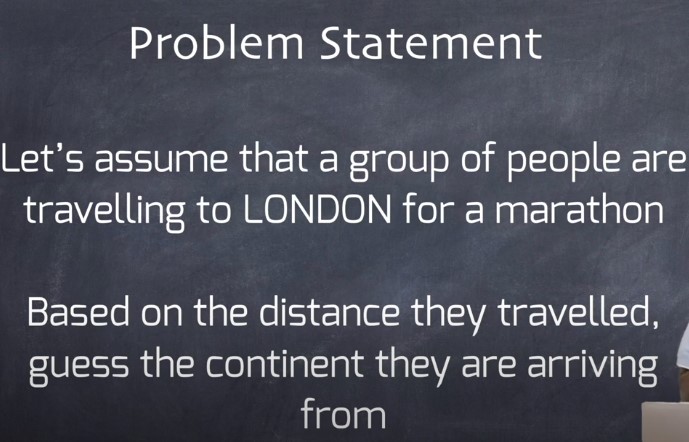 Problem Statement
Let's assume that a group of people are
travelling to LONDON for a marathon
Based on the distance they travelled,
guess the continent they are arriving
from